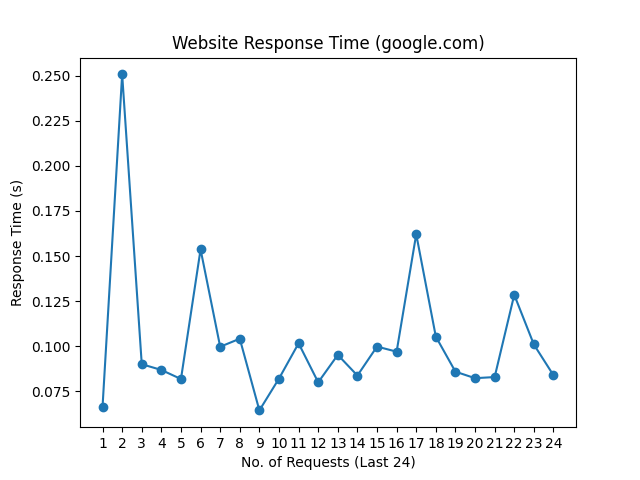 Website Response Time (google.com)
0.250
0.225
0.200
0.175
0.150
0.125
0.100
0.075
Response Time (s)
1 2 3 4 5 6 7 8 9 10 11 12 13 14 15 16 17 18 19 20 21 22 23 24
No. of Requests (Last 24)